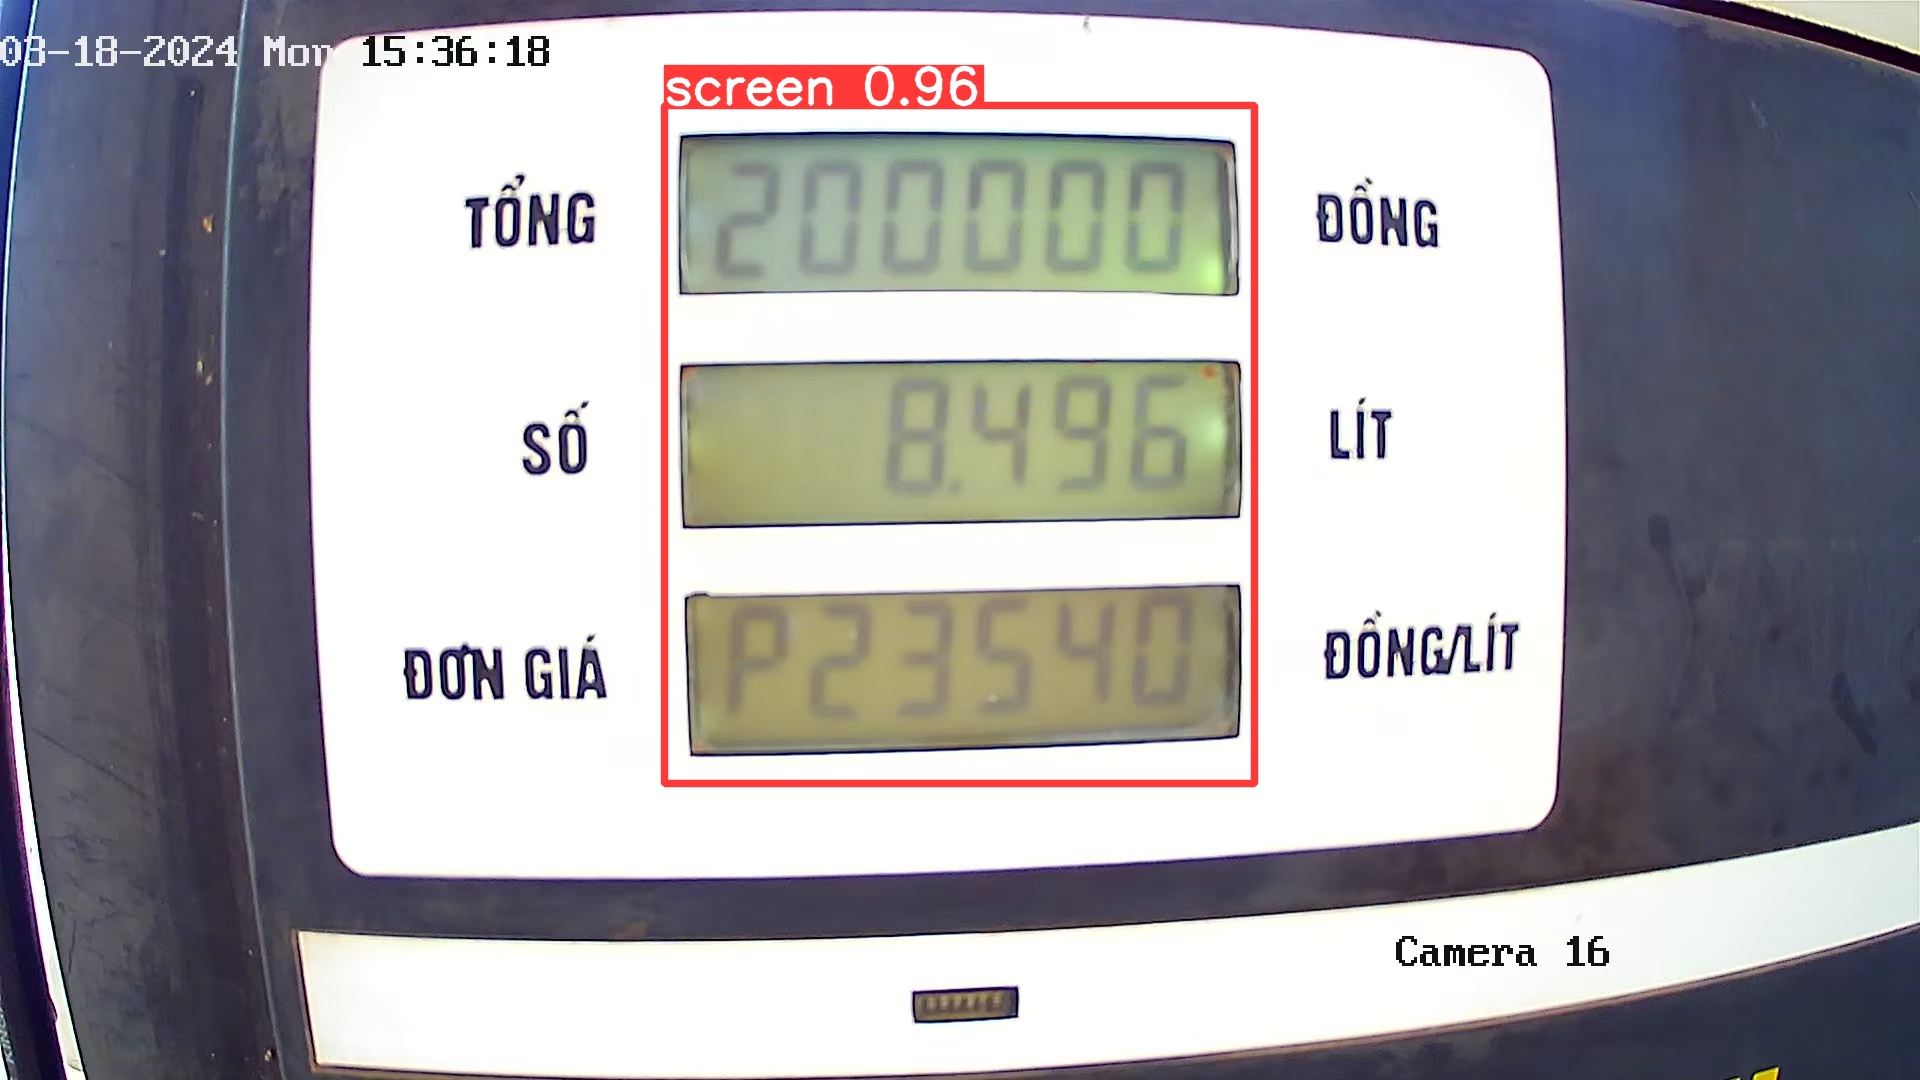 03-18-2024 Mon 15:36:18
screen 0.96
TỔNG 200000 ĐỒNG
SỐ 8.496 LÍT
ĐƠN GIÁ P23540 ĐỒNG/LÍT
Camera 16